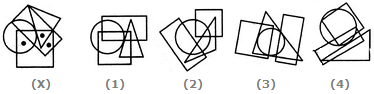 (X) (1) (2) (3) (4)